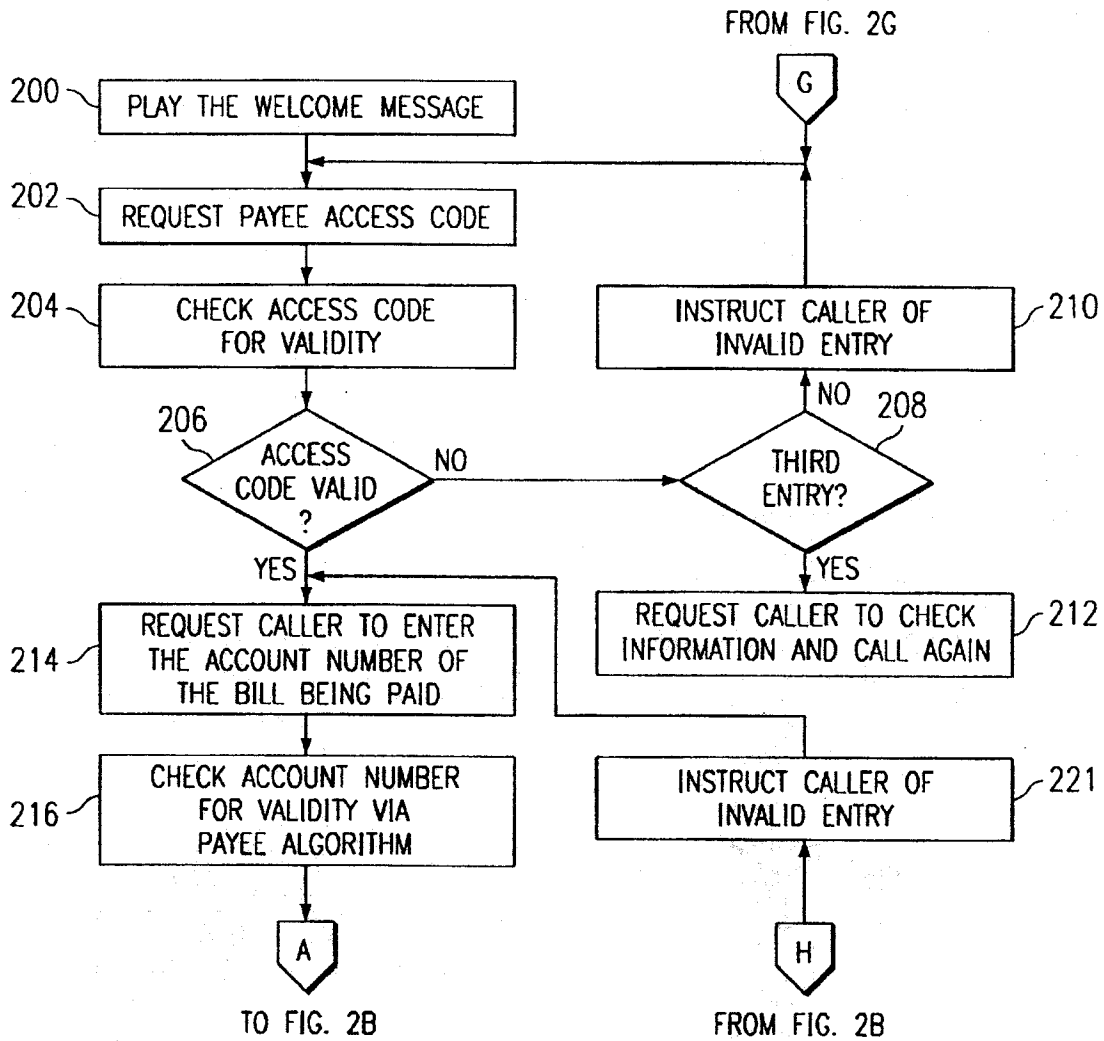 FROM FIG. 2G
G
200
PLAY THE WELCOME MESSAGE
202
REQUEST PAYEE ACCESS CODE
204
CHECK ACCESS CODE
FOR VALIDITY
INSTRUCT CALLER OF
INVALID ENTRY
210
206
ACCESS
CODE VALID
?
NO
YES
208
THIRD
ENTRY?
NO
YES
214
REQUEST CALLER TO ENTER
THE ACCOUNT NUMBER OF
THE BILL BEING PAID
REQUEST CALLER TO CHECK
INFORMATION AND CALL AGAIN
212
216
CHECK ACCOUNT NUMBER
FOR VALIDITY VIA
PAYEE ALGORITHM
INSTRUCT CALLER OF
INVALID ENTRY
221
A
TO FIG. 2B
H
FROM FIG. 2B